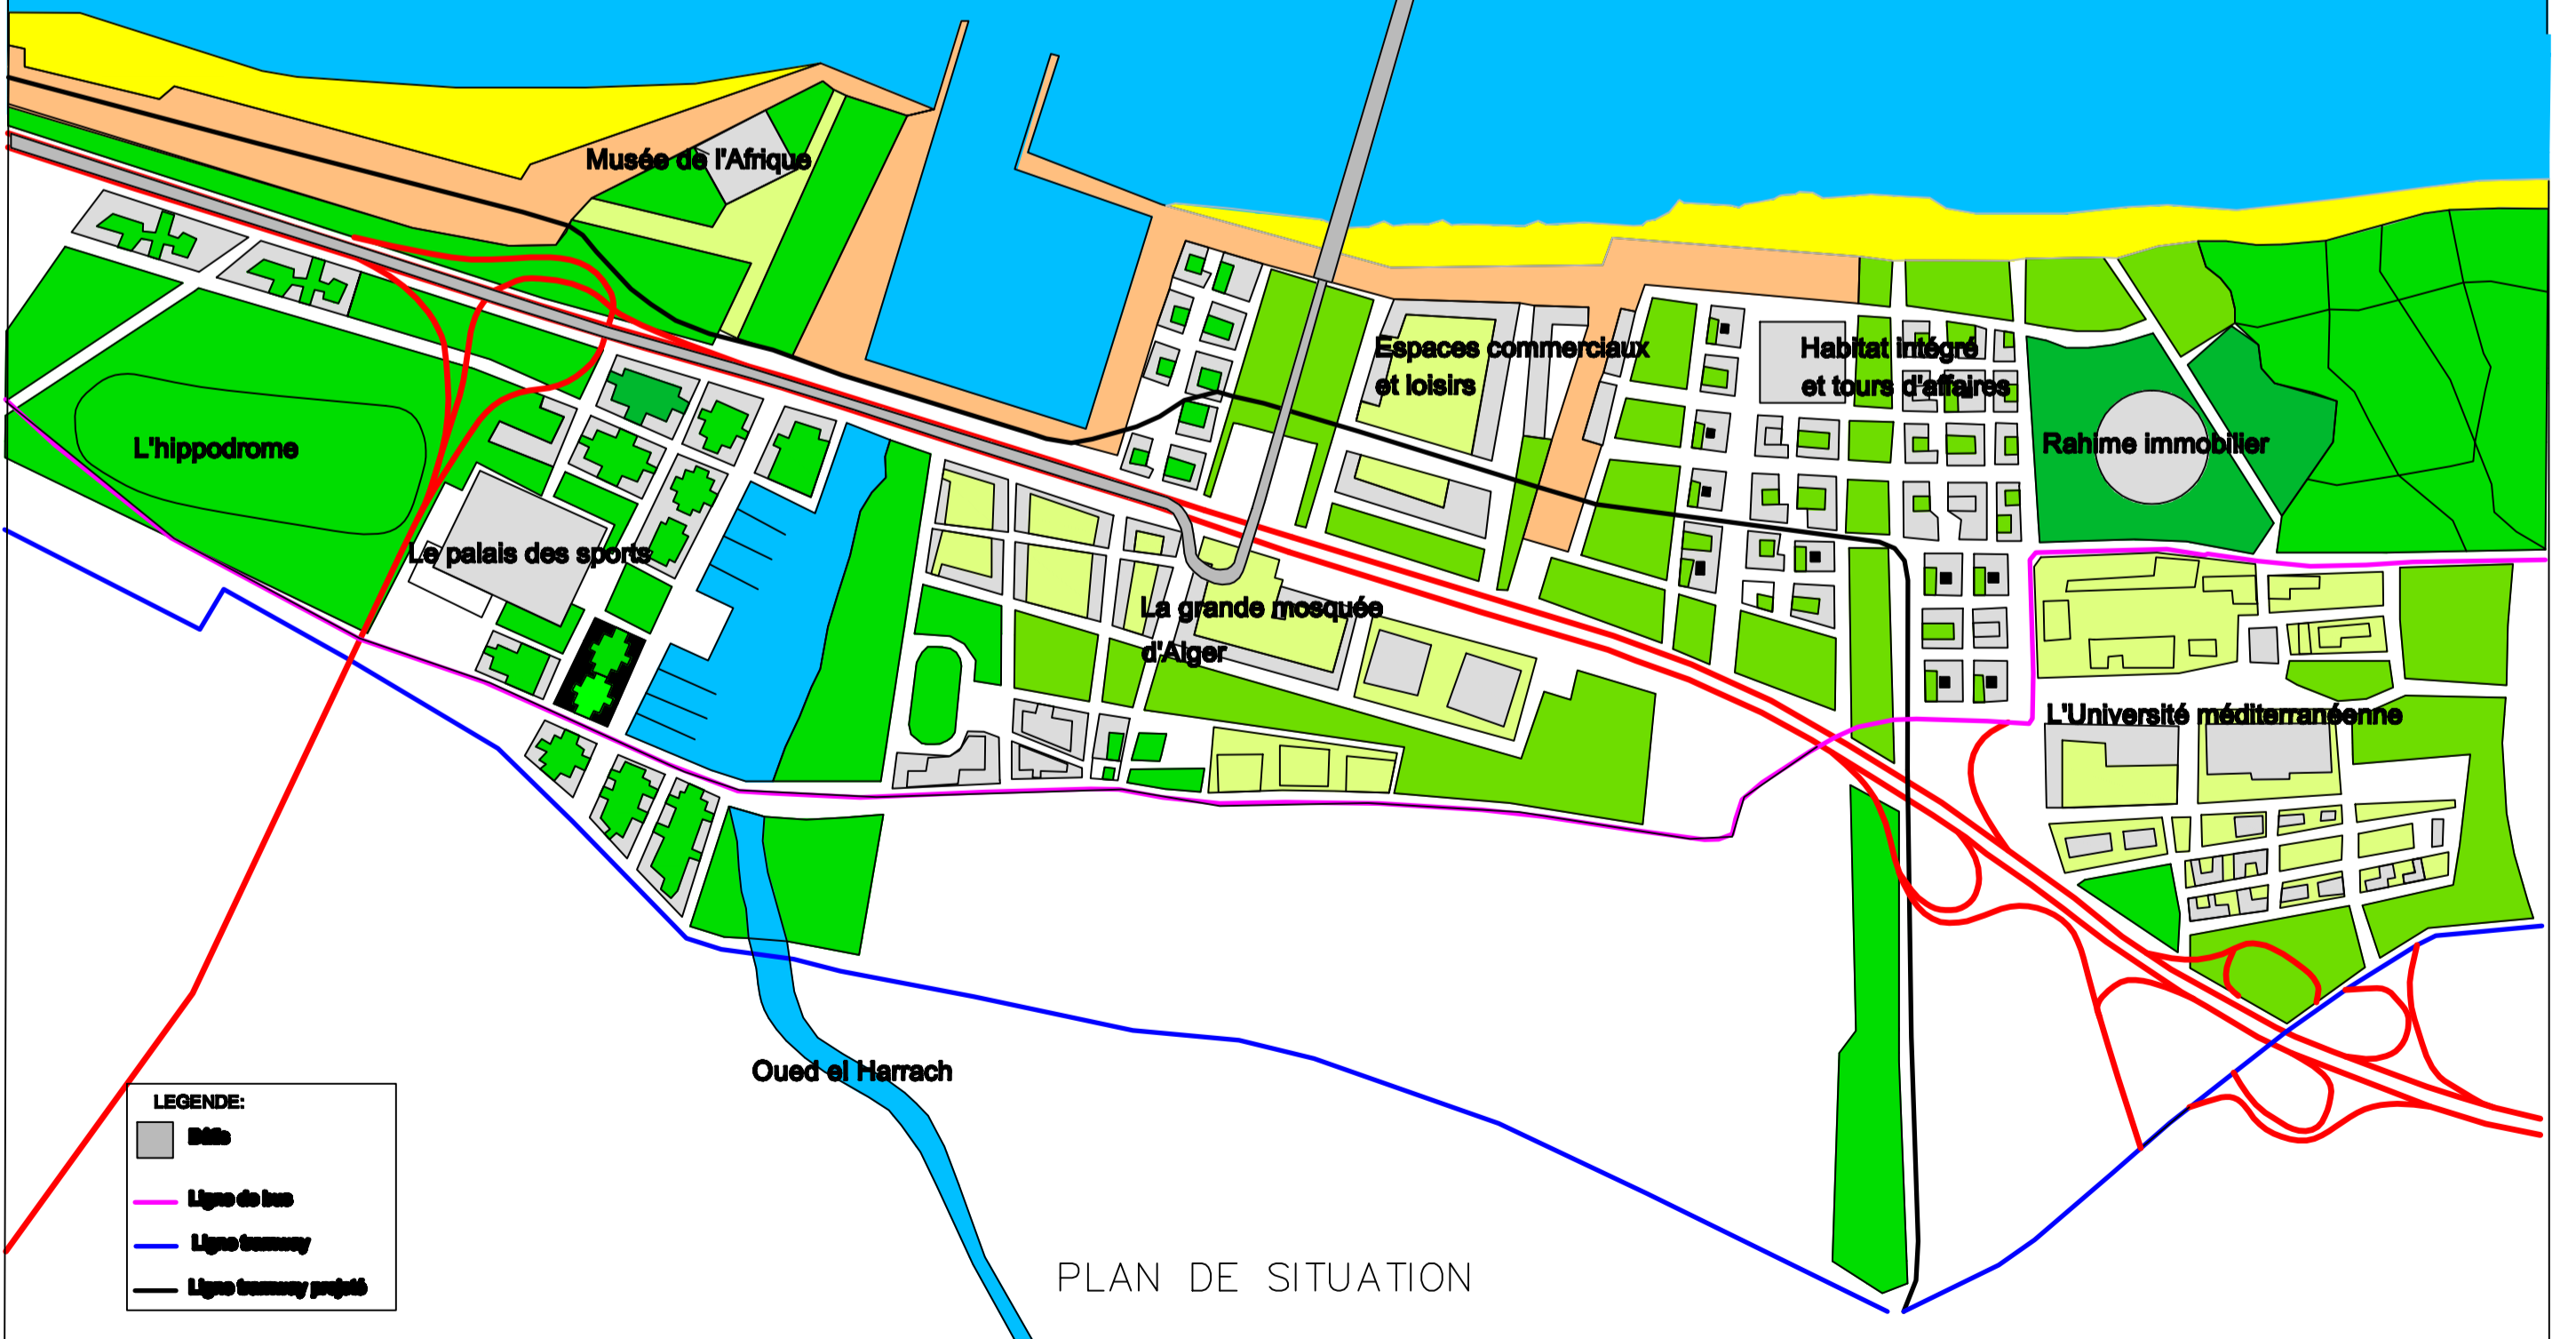 Musée de l'Afrique
Espaces commerciaux
et loisirs
Habitat intégré
et tours d'affaires
L'hippodrome
Rahime immobilier
Le palais des sports
La grande mosquée
d'Alger
L'Université méditerranéenne
Oued el Harrach
LEGENDE:
Bâtis
Ligne de bus
Ligne tramway
Ligne tramway projeté
PLAN DE SITUATION